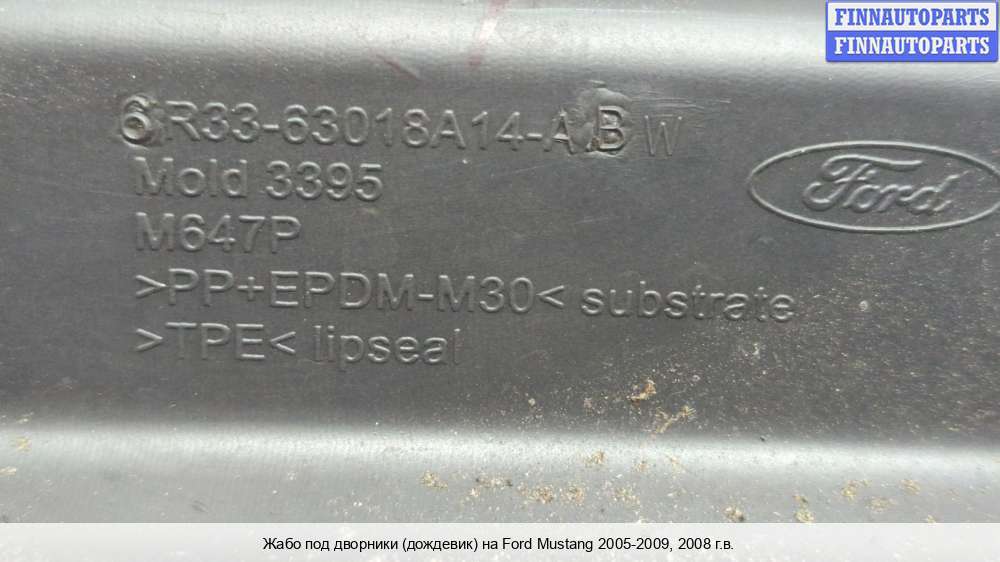 FINNAUTOPARTS
FINNAUTOPARTS
6R33-63018A14-ABW
Mold 3395
M647P
Ford
>PP+EPDM-M30< substrate
>TPE< lipseal
Жабо под дворники (дождевик) на Ford Mustang 2005-2009, 2008 г.в.